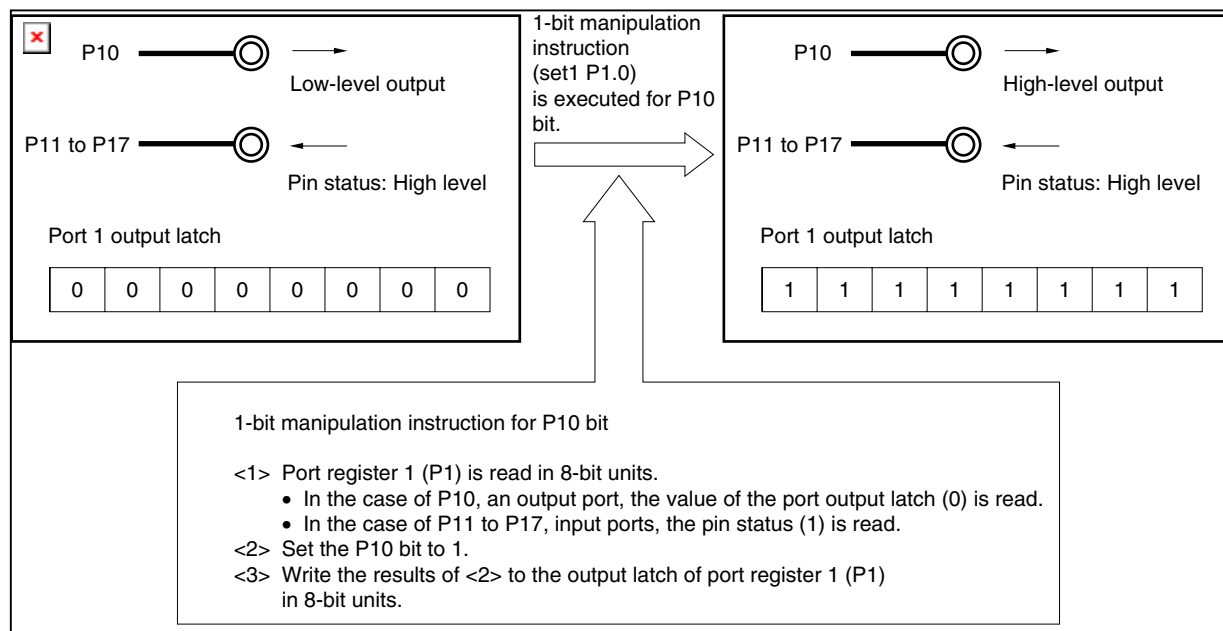 P10
Low-level output
P11 to P17
Pin status: High level
Port 1 output latch
0 0 0 0 0 0 0 0
1-bit manipulation
instruction
(set1 P1.0)
is executed for P10
bit.
P10
High-level output
P11 to P17
Pin status: High level
Port 1 output latch
1 1 1 1 1 1 1 1
1-bit manipulation instruction for P10 bit
<1> Port register 1 (P1) is read in 8-bit units.
• In the case of P10, an output port, the value of the port output latch (0) is read.
• In the case of P11 to P17, input ports, the pin status (1) is read.
<2> Set the P10 bit to 1.
<3> Write the results of <2> to the output latch of port register 1 (P1)
in 8-bit units.